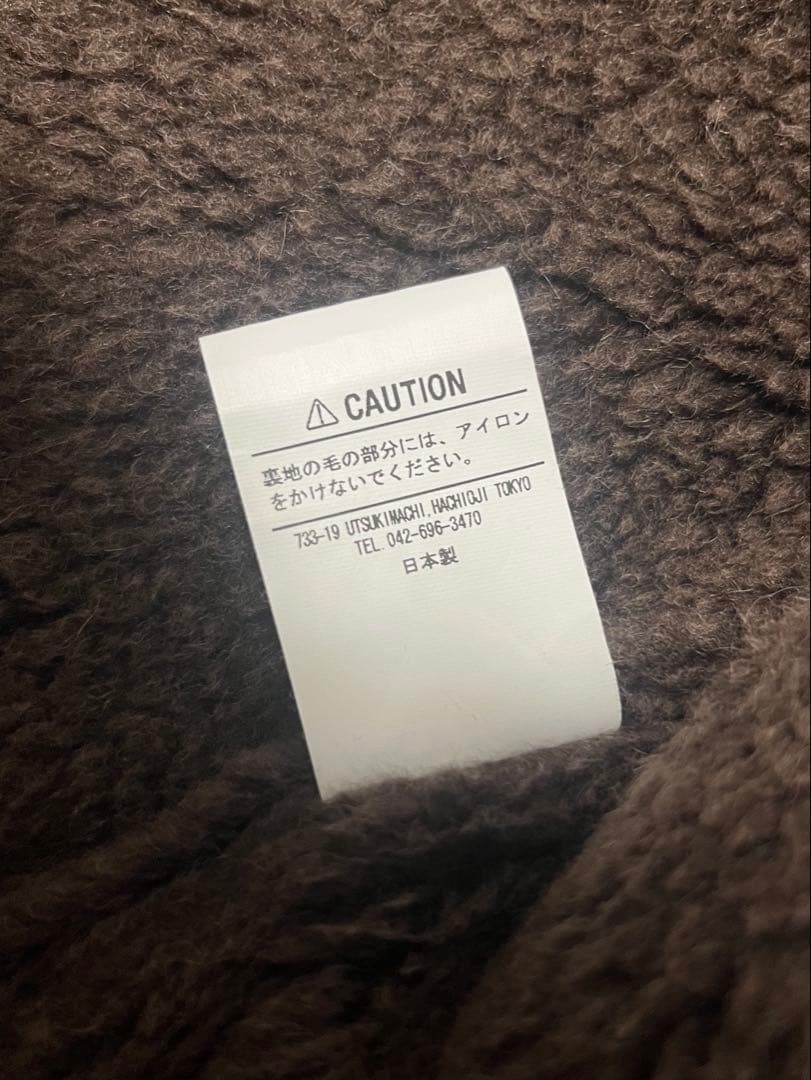 ⚠ CAUTION
裏地の毛の部分には、アイロン
をかけないでください。
733-19 UTSUKIMACHI,HACHIOJI TOKYO
TEL.042-696-3470
日本製